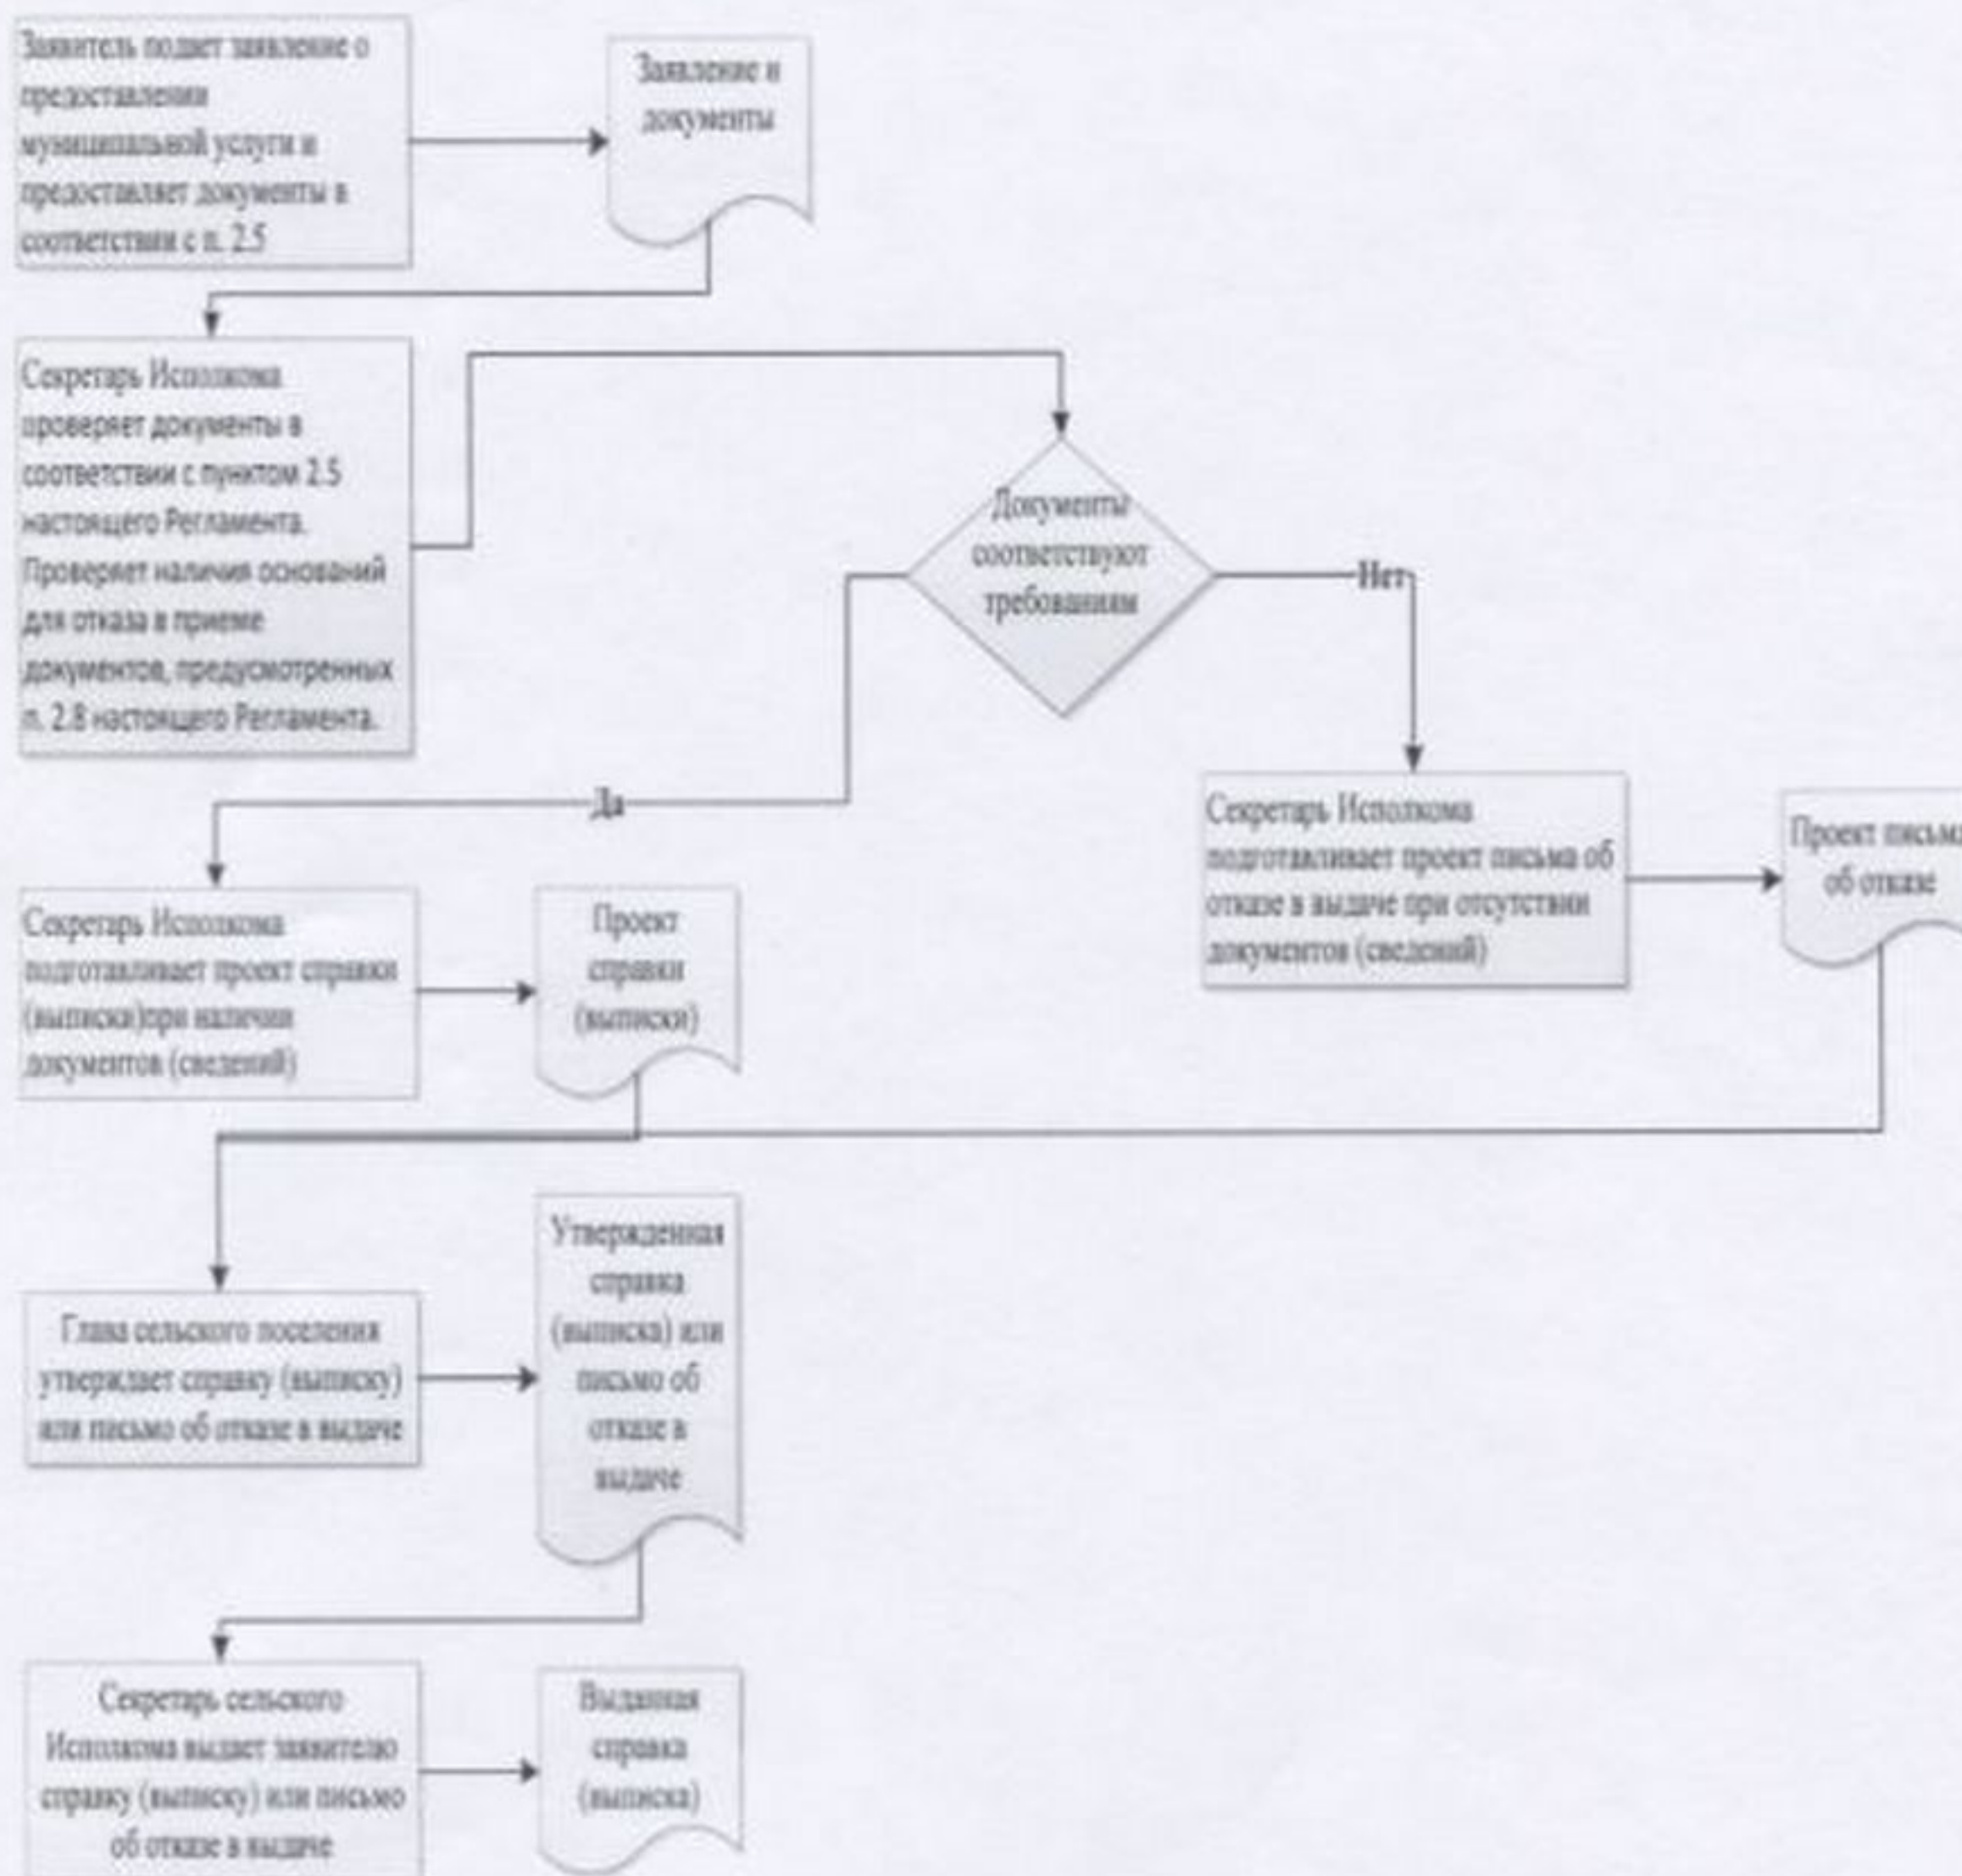 Заявитель подает заявление о
предоставлении
муниципальной услуги и
предоставляет документы в
соответствии с п. 2.5
Заявление и
документы
Секретарь Исполкома
проверяет документы в
соответствии с пунктом 2.5
настоящего Регламента.
Проверяет наличия оснований
для отказа в приеме
документов, предусмотренных
п. 2.8 настоящего Регламента.
Документы
соответствуют
требованиям
Нет
Да
Секретарь Исполкома
подготавливает проект письма об
отказе в выдаче при отсутствии
документов (сведений)
Проект письма
об отказе
Секретарь Исполкома
подготавливает проект справки
(выписки)при наличии
документов (сведений)
Проект
справки
(выписки)
Глава сельского поселения
утверждает справку (выписку)
или письмо об отказе в выдаче
Утвержденная
справка
(выписка) или
письмо об
отказе в
выдаче
Секретарь сельского
Исполкома выдает заявителю
справку (выписку) или письмо
об отказе в выдаче
Выданная
справка
(выписка)